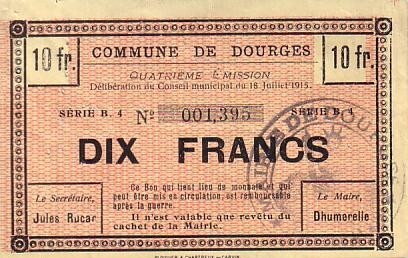 10 fr.
COMMUNE DE DOURGES
10 fr.
QUATRIÈME ÉMISSION
Délibération du Conseil municipal du 18 Juillet 1915.
SÉRIE B. 4
No 001,395
SÉRIE B. 4
DIX FRANCS
Le Secrétaire,
Jules Rucar
Ce Bon qui tient lieu de monnaie et qui
peut être mis en circulation, est remboursable
après la guerre.
Il n'est valable que revêtu du
cachet de la Mairie.
Le Maire,
Dhumerelle
CHARTREUX — CARVIN